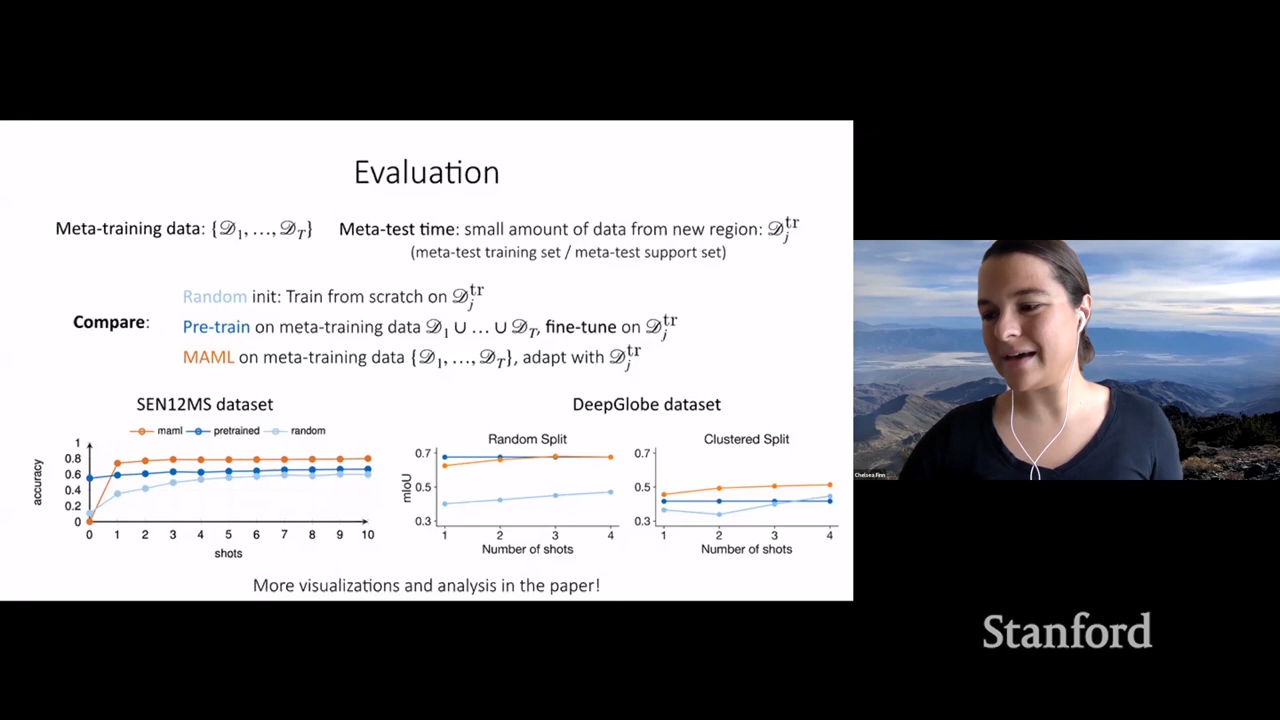 Evaluation
Meta-training data: {𝒟₁, …, 𝒟_T}
Meta-test time: small amount of data from new region: 𝒟ⱼᵗʳ
(meta-test training set / meta-test support set)
Compare:
Random init: Train from scratch on 𝒟ⱼᵗʳ
Pre-train on meta-training data 𝒟₁ ∪ … ∪ 𝒟_T, fine-tune on 𝒟ⱼᵗʳ
MAML on meta-training data {𝒟₁, …, 𝒟_T}, adapt with 𝒟ⱼᵗʳ
SEN12MS dataset
maml pretrained random
accuracy
1
0.8
0.6
0.4
0.2
0
0 1 2 3 4 5 6 7 8 9 10
shots
DeepGlobe dataset
Random Split
mIoU
0.7
0.5
0.3
1 2 3 4
Number of shots
Clustered Split
0.7
0.5
0.3
1 2 3 4
Number of shots
More visualizations and analysis in the paper!
Chelsea Finn
Stanford